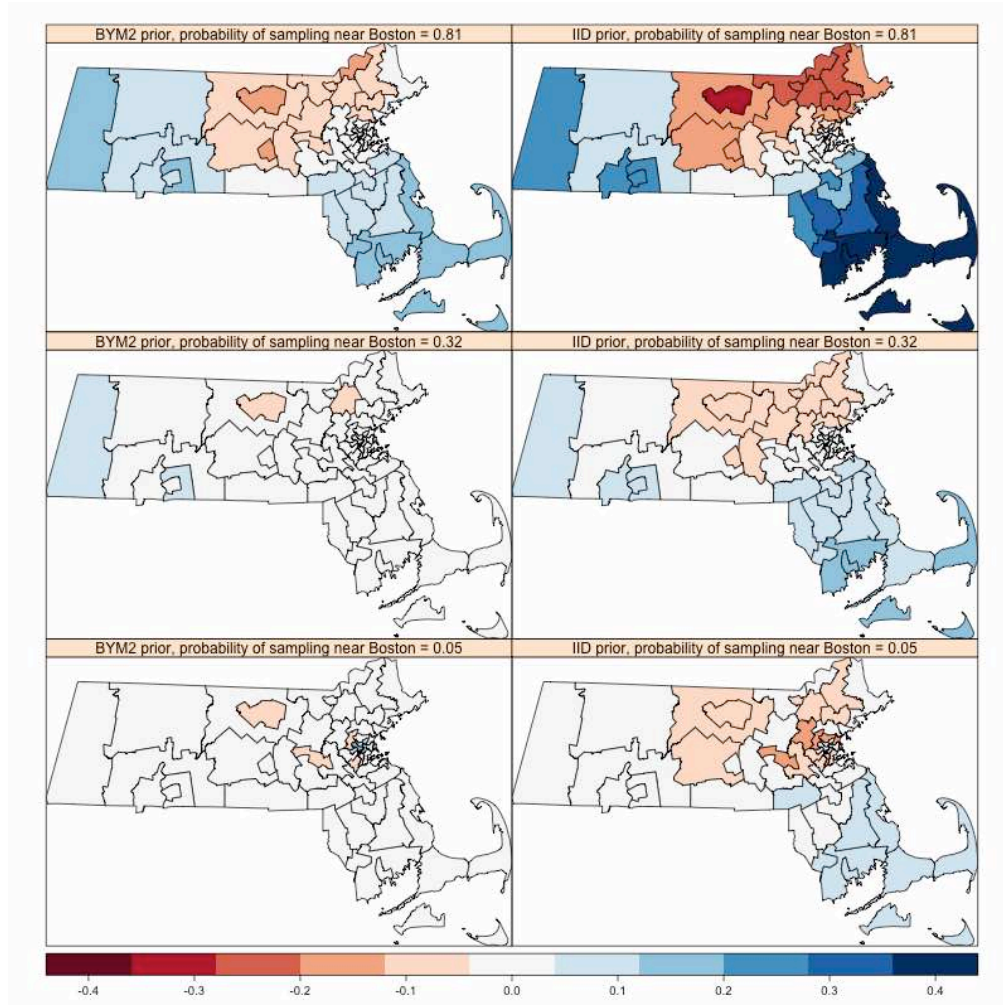 BYM2 prior, probability of sampling near Boston = 0.81
IID prior, probability of sampling near Boston = 0.81
BYM2 prior, probability of sampling near Boston = 0.32
IID prior, probability of sampling near Boston = 0.32
BYM2 prior, probability of sampling near Boston = 0.05
IID prior, probability of sampling near Boston = 0.05
-0.4 -0.3 -0.2 -0.1 0.0 0.1 0.2 0.3 0.4